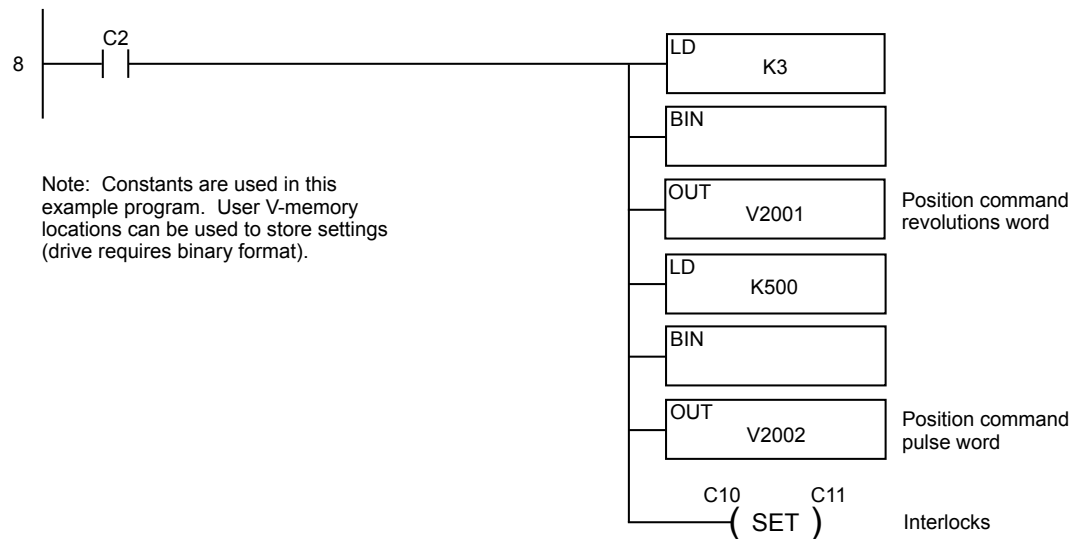 C2
8
LD
K3
BIN
OUT
V2001
Position command
revolutions word
Note: Constants are used in this
example program. User V-memory
locations can be used to store settings
(drive requires binary format).
LD
K500
BIN
OUT
V2002
Position command
pulse word
C10 C11
( SET )
Interlocks